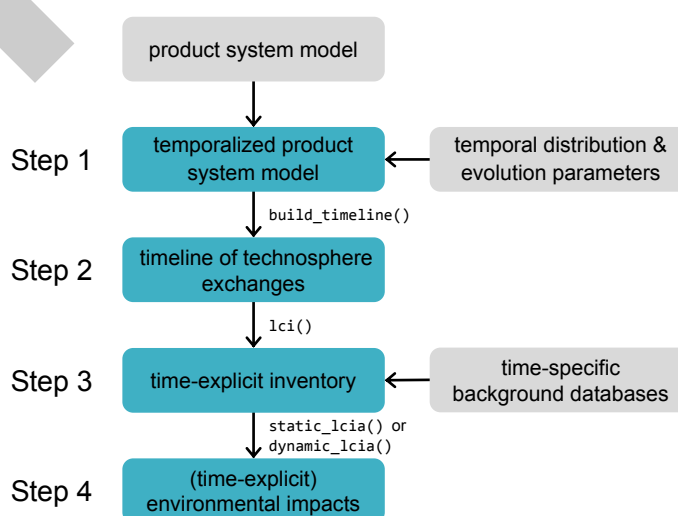 product system model
Step 1
temporalized product
system model
temporal distribution &
evolution parameters
build_timeline()
Step 2
timeline of technosphere
exchanges
lci()
Step 3
time-explicit inventory
time-specific
background databases
static_lcia() or
dynamic_lcia()
Step 4
(time-explicit)
environmental impacts